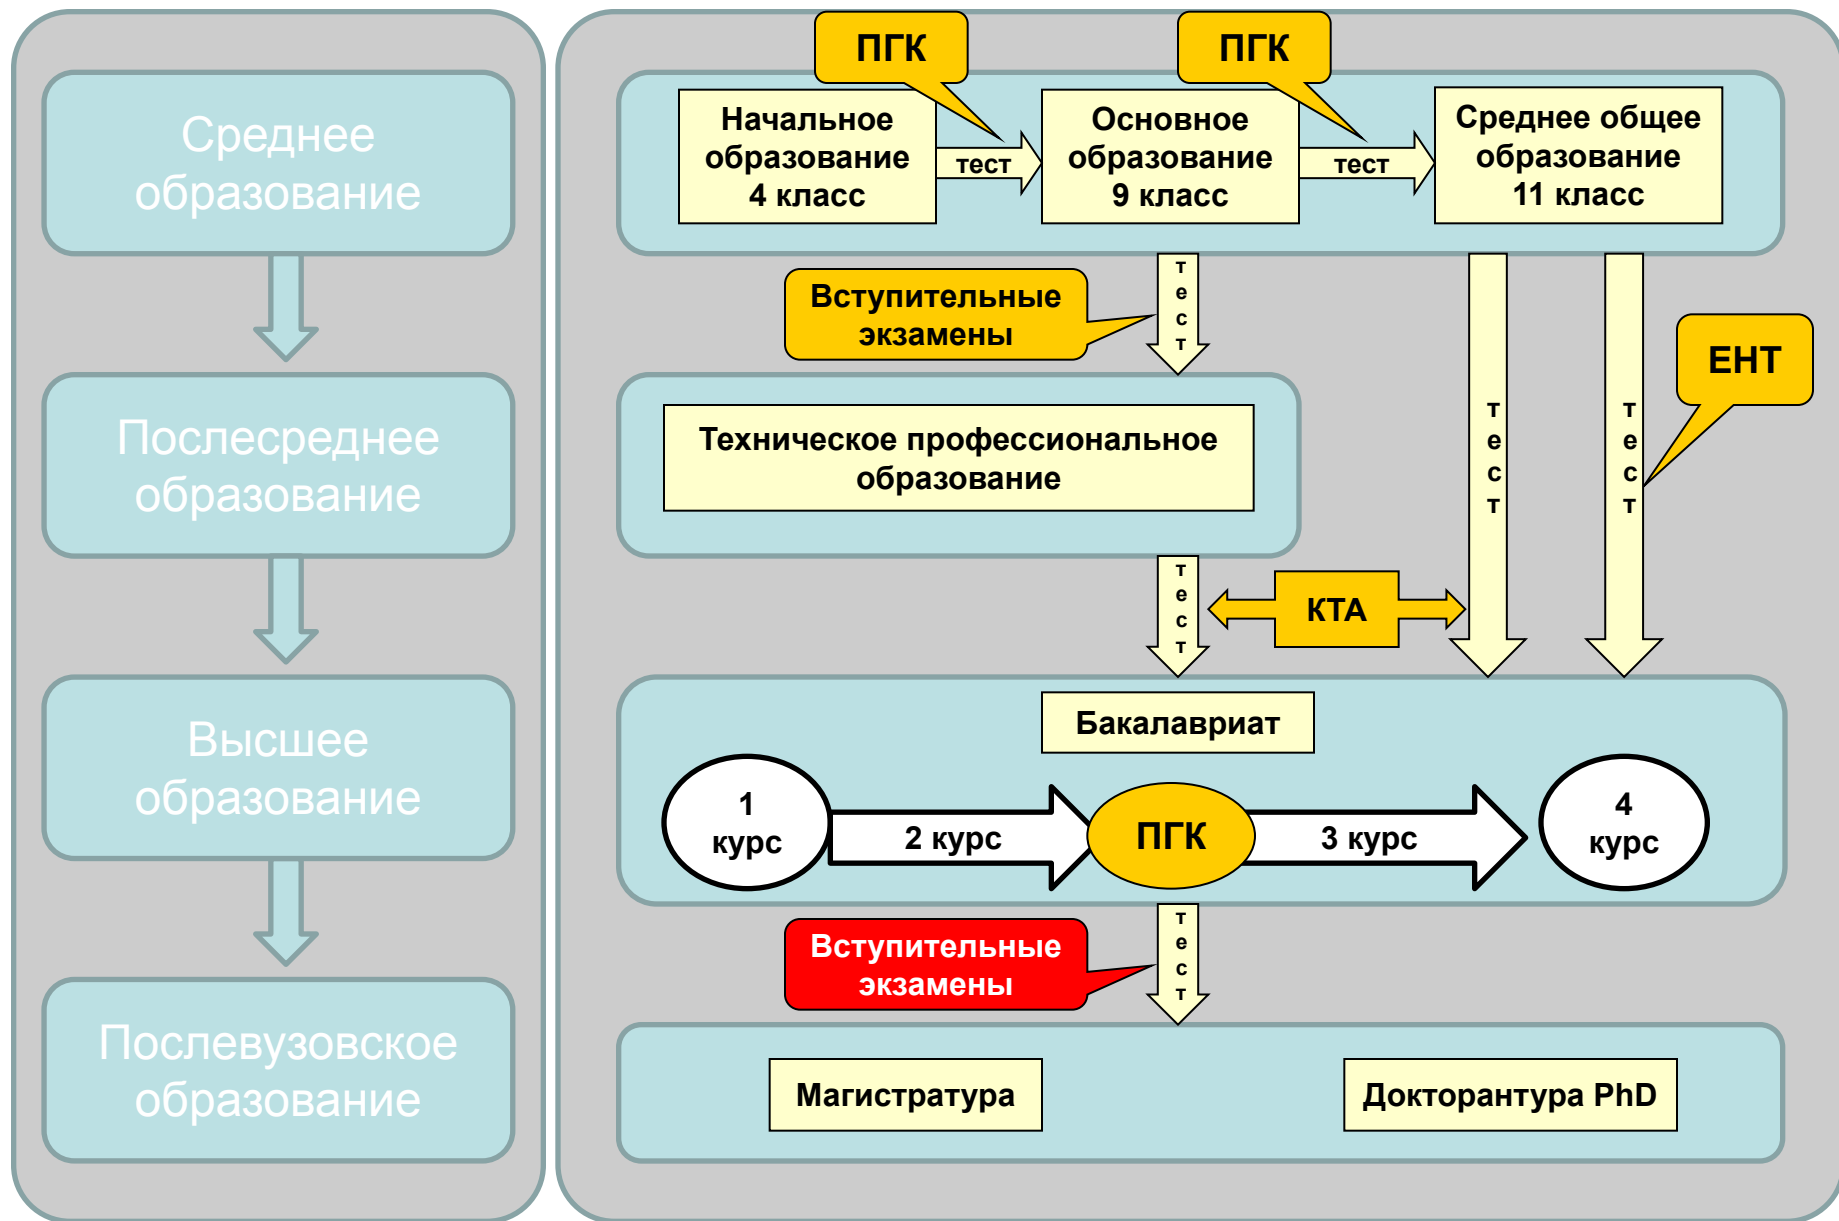 Среднее
образование
Послесреднее
образование
Высшее
образование
Послевузовское
образование
ПГК
ПГК
Начальное
образование
4 класс
тест
Основное
образование
9 класс
тест
Среднее общее
образование
11 класс
Вступительные
экзамены
т
е
с
т
ЕНТ
т
е
с
т
т
е
с
т
Техническое профессиональное
образование
т
е
с
т
КТА
Бакалавриат
1
курс
2 курс
ПГК
3 курс
4
курс
Вступительные
экзамены
т
е
с
т
Магистратура
Докторантура PhD